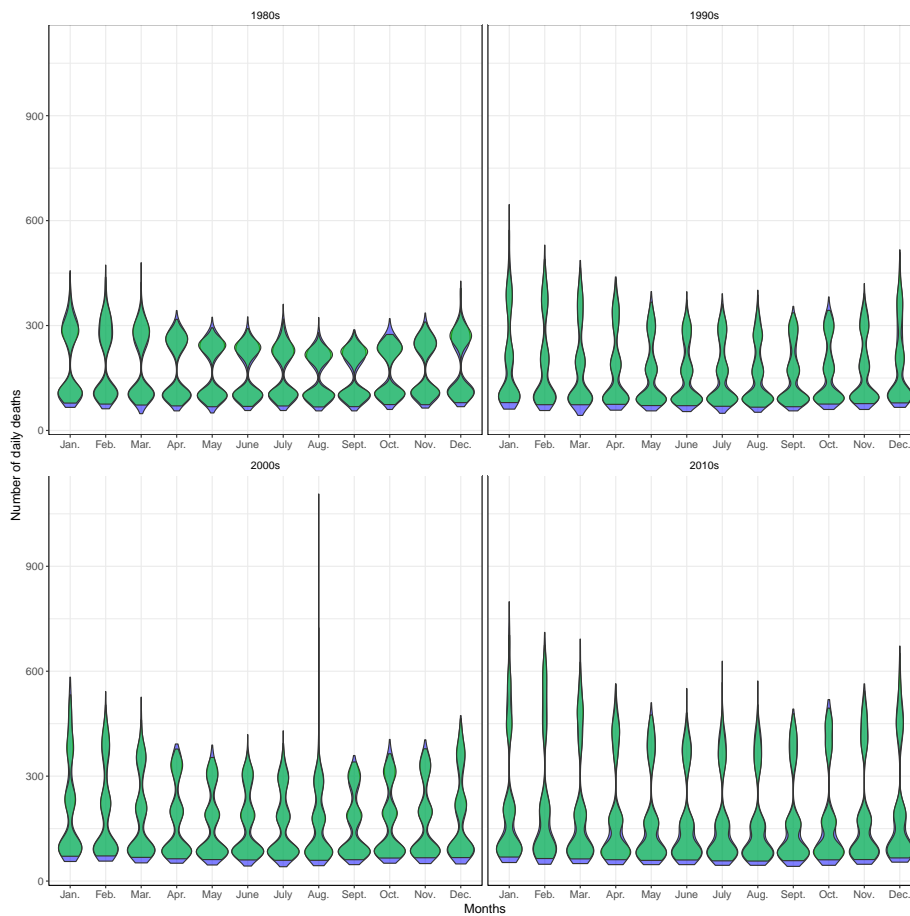 1980s
1990s
Number of daily deaths
900
600
300
0
Jan. Feb. Mar. Apr. May June July Aug. Sept. Oct. Nov. Dec.
Jan. Feb. Mar. Apr. May June July Aug. Sept. Oct. Nov. Dec.
2000s
2010s
900
600
300
0
Jan. Feb. Mar. Apr. May June July Aug. Sept. Oct. Nov. Dec.
Jan. Feb. Mar. Apr. May June July Aug. Sept. Oct. Nov. Dec.
Months